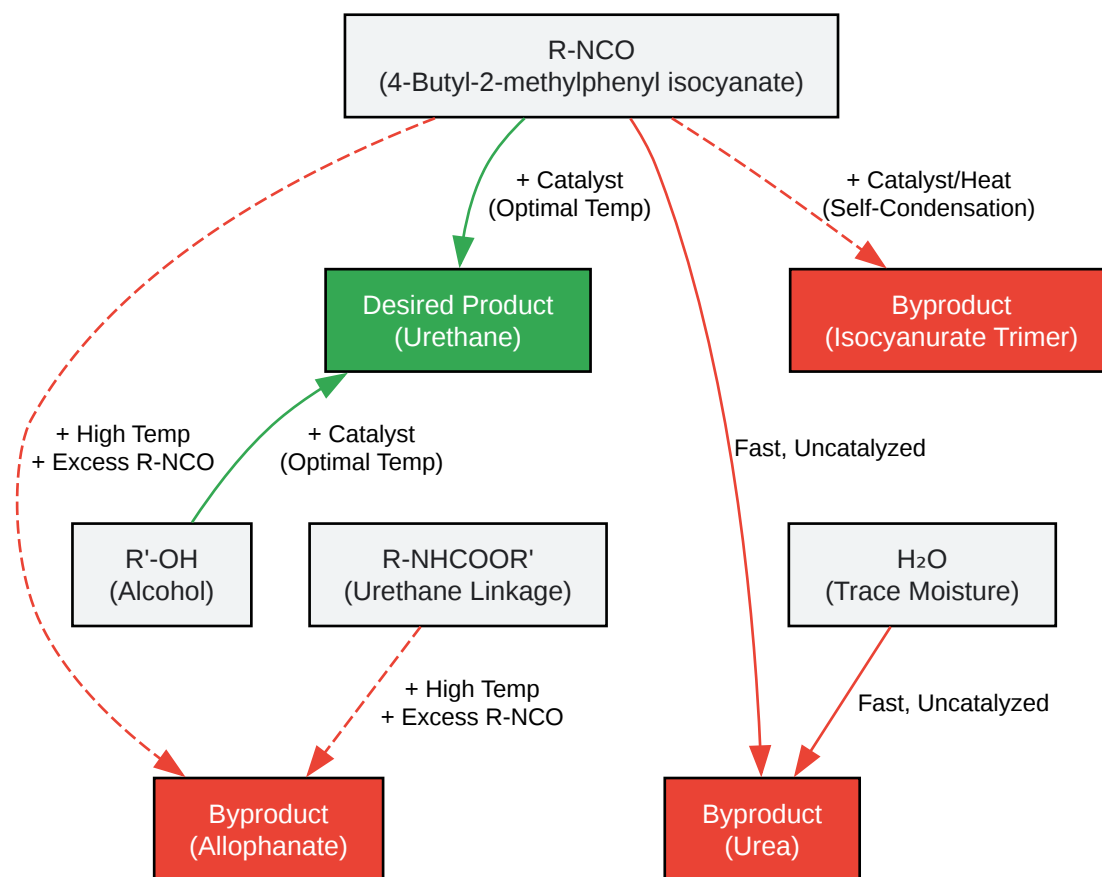 R-NCO
(4-Butyl-2-methylphenyl isocyanate)
+ Catalyst
(Optimal Temp)
+ Catalyst/Heat
(Self-Condensation)
Desired Product
(Urethane)
Byproduct
(Isocyanurate Trimer)
+ High Temp
+ Excess R-NCO
+ Catalyst
(Optimal Temp)
Fast, Uncatalyzed
R'-OH
(Alcohol)
R-NHCOOR'
(Urethane Linkage)
H₂O
(Trace Moisture)
+ High Temp
+ Excess R-NCO
Fast, Uncatalyzed
Byproduct
(Allophanate)
Byproduct
(Urea)